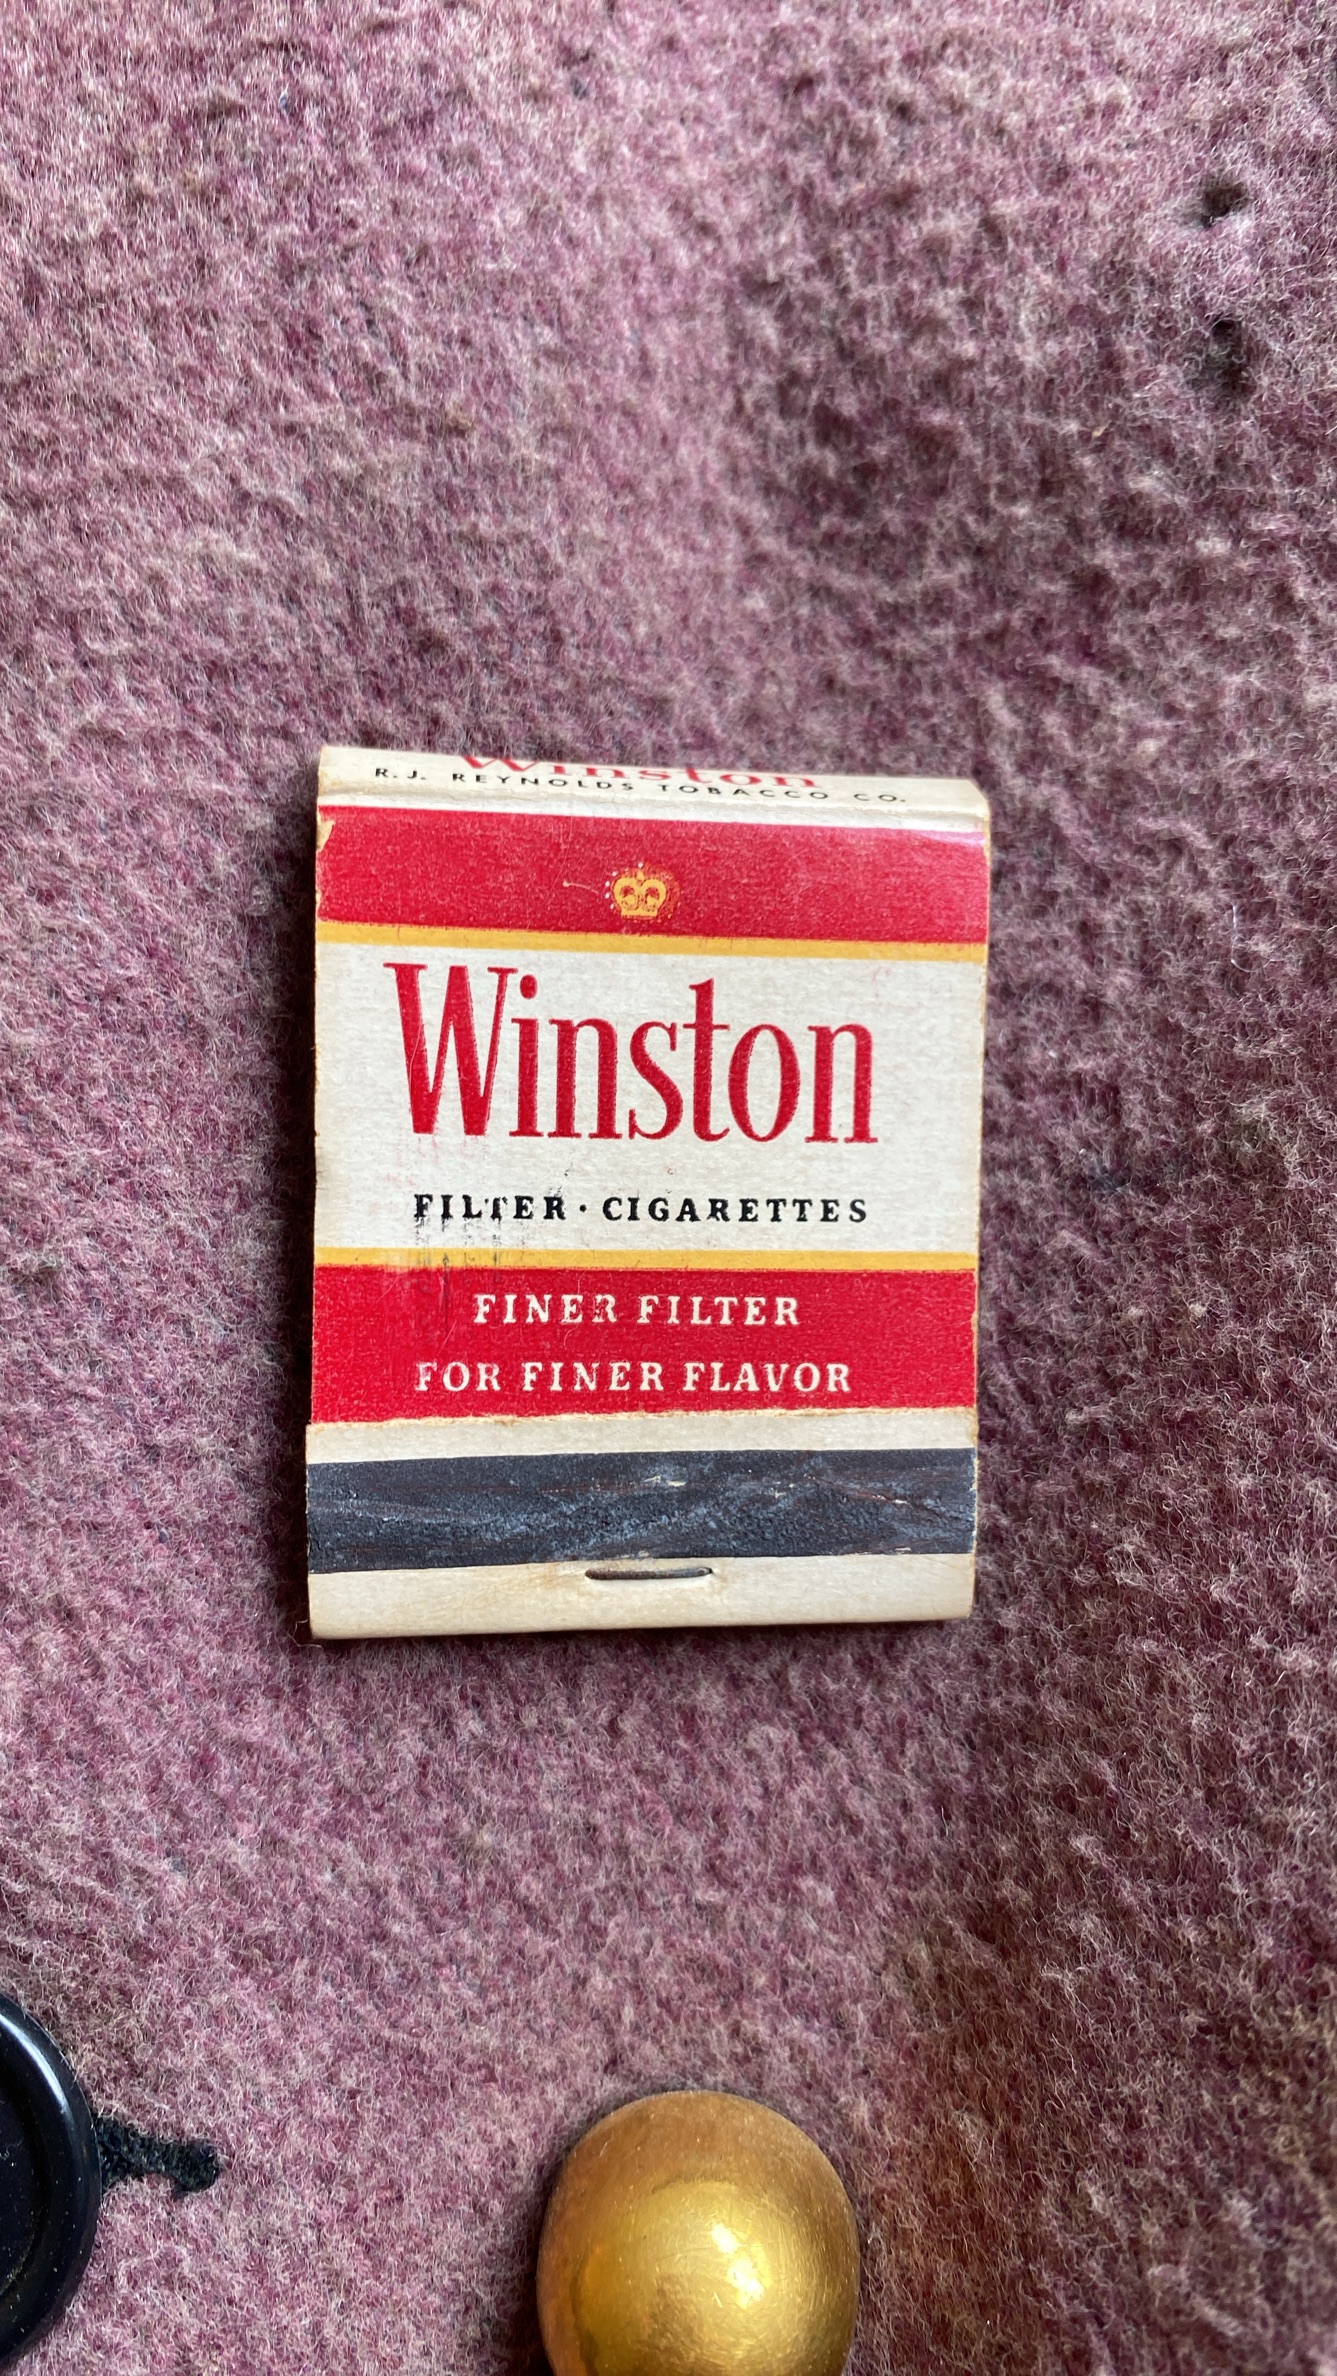 Winston
R.J. REYNOLDS TOBACCO CO.
Winston
FILTER · CIGARETTES
FINER FILTER
FOR FINER FLAVOR